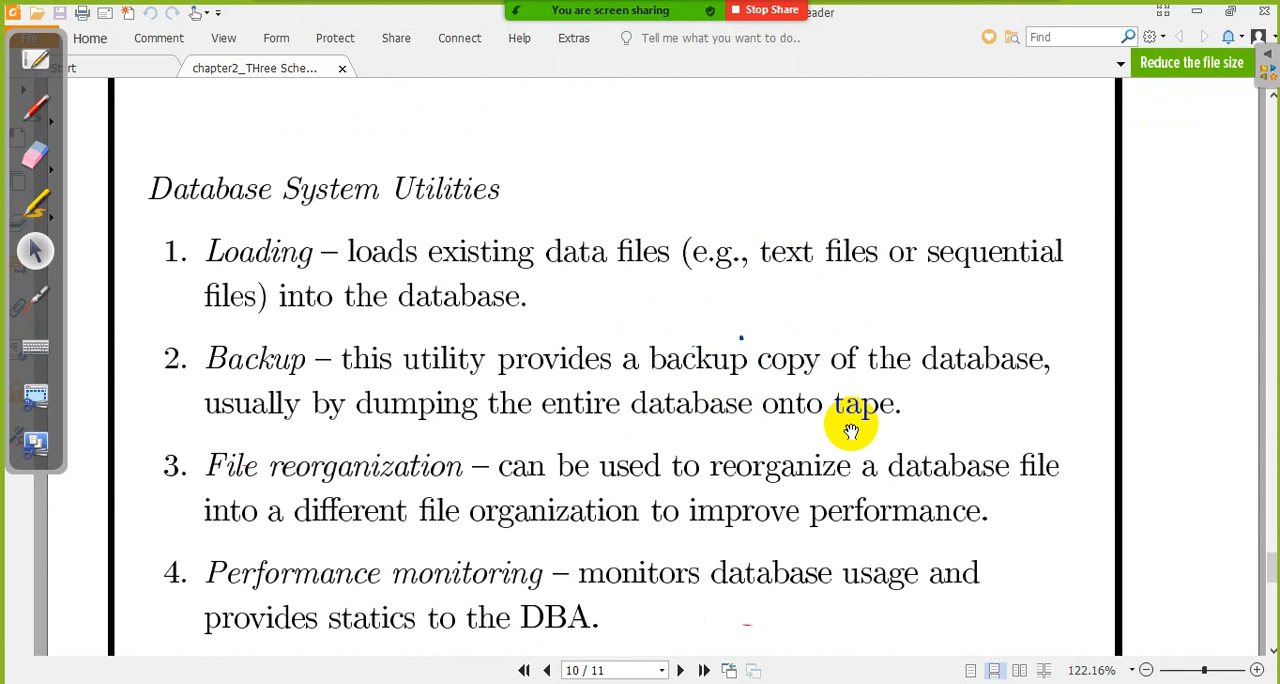 You are screen sharing
Stop Share
eader
File
Home
Comment
View
Form
Protect
Share
Connect
Help
Extras
Tell me what you want to do..
Find
Start
chapter2_THree Sche...
Reduce the file size
Database System Utilities
1. Loading – loads existing data files (e.g., text files or sequential
files) into the database.
2. Backup – this utility provides a backup copy of the database,
usually by dumping the entire database onto tape.
3. File reorganization – can be used to reorganize a database file
into a different file organization to improve performance.
4. Performance monitoring – monitors database usage and
provides statics to the DBA.
10 / 11
122.16%